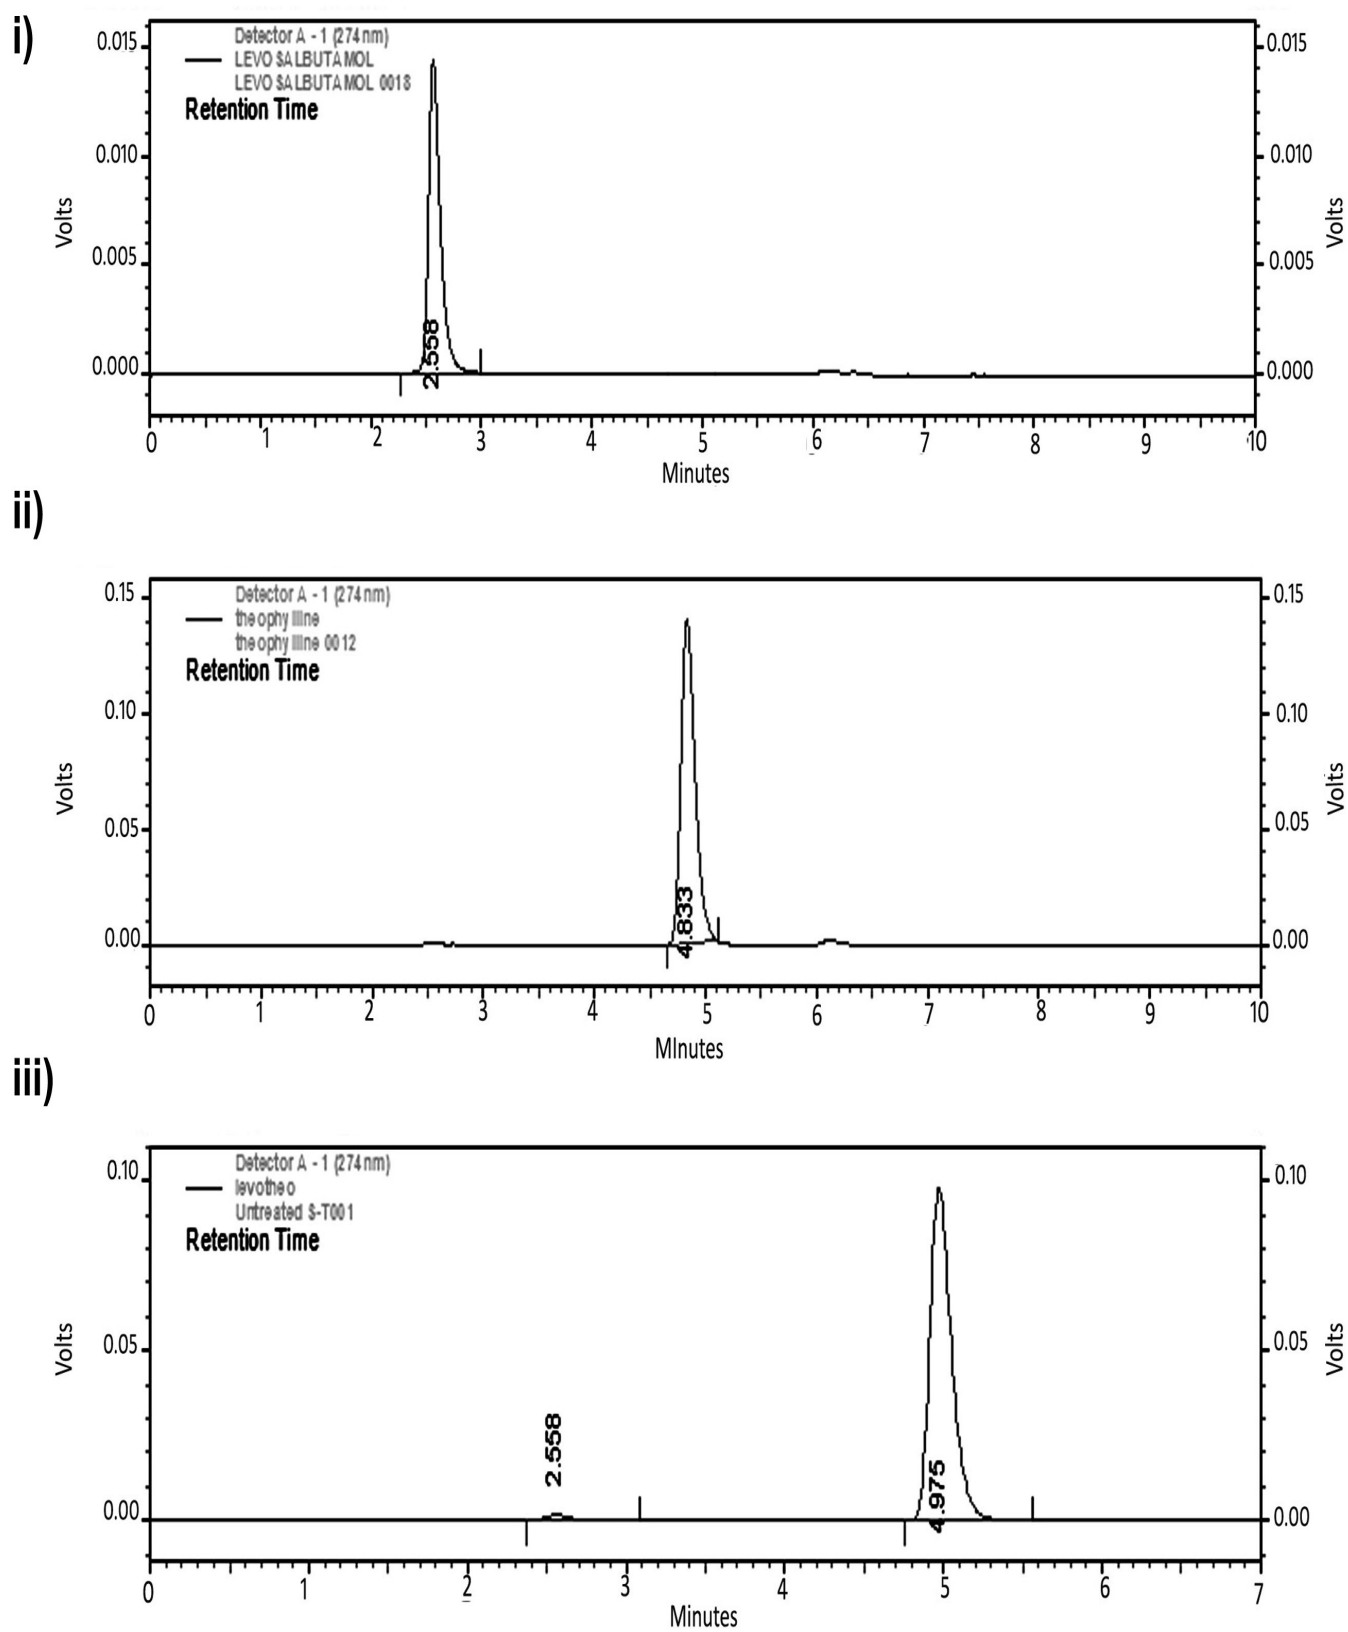 i)
Detector A - 1 (274 nm)
LEVO SALBUTAMOL
LEVO SALBUTAMOL 0018
Retention Time
0.015
0.010
0.005
0.000
Volts
2.558
0.015
0.010
0.005
0.000
Volts
0 1 2 3 4 5 6 7 8 9 10
Minutes
ii)
Detector A - 1 (274 nm)
theophylline
theophylline 0012
Retention Time
0.15
0.10
0.05
0.00
Volts
4.833
0.15
0.10
0.05
0.00
Volts
0 1 2 3 4 5 6 7 8 9 10
MInutes
iii)
Detector A - 1 (274 nm)
levotheo
Untreated S-T001
Retention Time
0.10
0.05
0.00
Volts
2.558
4.975
0.10
0.05
0.00
Volts
0 1 2 3 4 5 6 7
Minutes